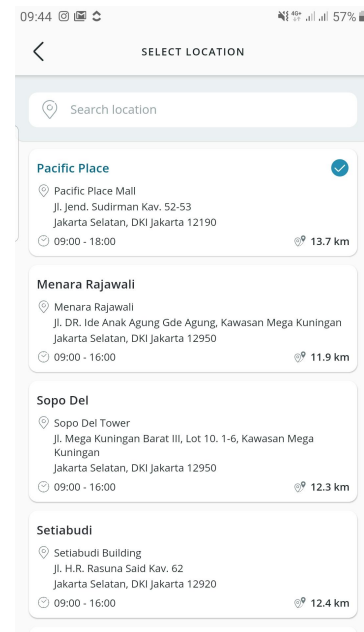 09:44 4G+ 57%
SELECT LOCATION
Search location
Pacific Place
Pacific Place Mall
Jl. Jend. Sudirman Kav. 52-53
Jakarta Selatan, DKI Jakarta 12190
09:00 - 18:00 13.7 km
Menara Rajawali
Menara Rajawali
Jl. DR. Ide Anak Agung Gde Agung, Kawasan Mega Kuningan
Jakarta Selatan, DKI Jakarta 12950
09:00 - 16:00 11.9 km
Sopo Del
Sopo Del Tower
Jl. Mega Kuningan Barat III, Lot 10. 1-6, Kawasan Mega
Kuningan
Jakarta Selatan, DKI Jakarta 12950
09:00 - 16:00 12.3 km
Setiabudi
Setiabudi Building
Jl. H.R. Rasuna Said Kav. 62
Jakarta Selatan, DKI Jakarta 12920
09:00 - 16:00 12.4 km